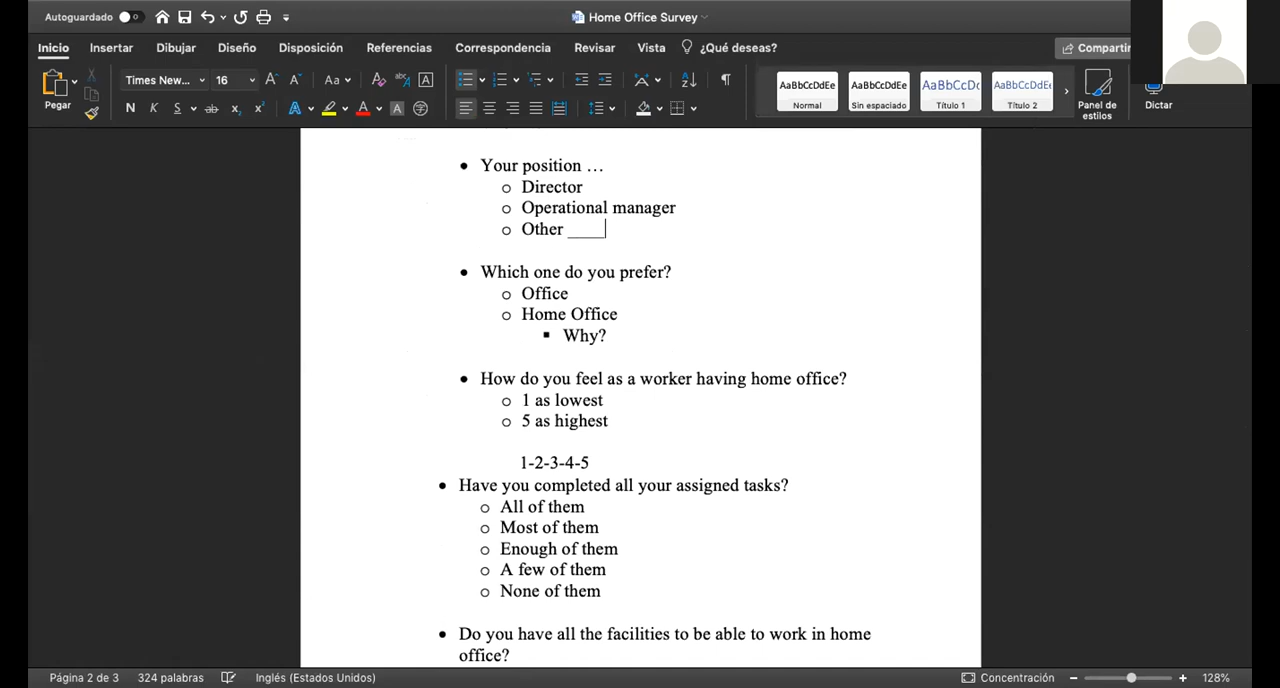 Autoguardado
Home Office Survey
Inicio Insertar Dibujar Diseño Disposición Referencias Correspondencia Revisar Vista ¿Qué deseas? Compartir
Pegar Times New... 16 Aa
N K S ab x₂ x² A A A
AaBbCcDdEe AaBbCcDdEe AaBbCcDc AaBbCcDdEe
Normal Sin espaciado Título 1 Título 2
Panel de estilos
Dictar
• Your position …
o Director
o Operational manager
o Other ____
• Which one do you prefer?
o Office
o Home Office
▪ Why?
• How do you feel as a worker having home office?
o 1 as lowest
o 5 as highest
1-2-3-4-5
• Have you completed all your assigned tasks?
o All of them
o Most of them
o Enough of them
o A few of them
o None of them
• Do you have all the facilities to be able to work in home
office?
Página 2 de 3 324 palabras Inglés (Estados Unidos) Concentración 128%